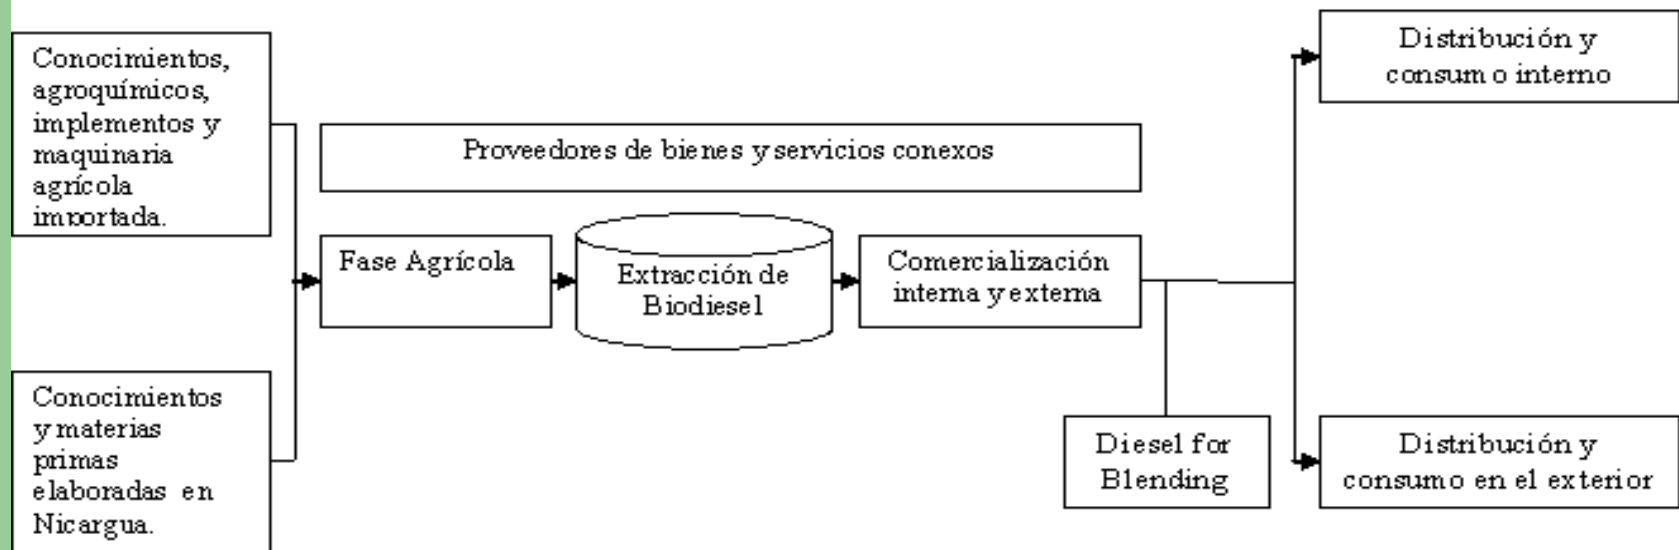 Conocimientos,
agroquímicos,
implementos y
maquinaria
agrícola
importada.
Proveedores de bienes y servicios conexos
Distribución y
consumo interno
Fase Agrícola
Extracción de
Biodiesel
Comercialización
interna y externa
Conocimientos
y materias
primas
elaboradas en
Nicargua.
Diesel for
Blending
Distribución y
consumo en el exterior